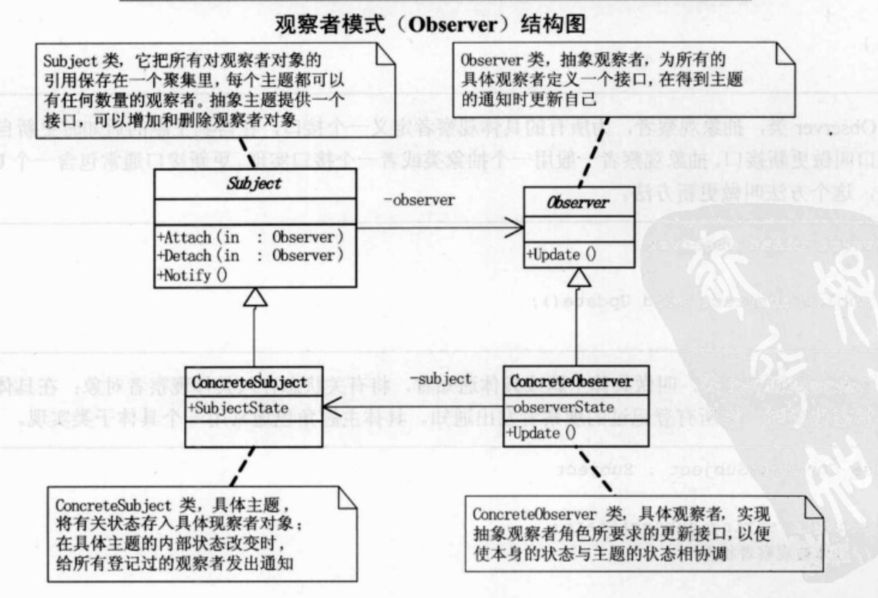 观察者模式（Observer）结构图
Subject 类，它把所有对观察者对象的
引用保存在一个聚集里，每个主题都可以
有任何数量的观察者。抽象主题提供一个
接口，可以增加和删除观察者对象
Observer 类，抽象观察者，为所有的
具体观察者定义一个接口，在得到主题
的通知时更新自己
Subject
+Attach(in : Observer)
+Detach(in : Observer)
+Notify()
-observer
Observer
+Update()
ConcreteSubject
+SubjectState
-subject
ConcreteObserver
-observerState
+Update()
ConcreteSubject 类，具体主题，
将有关状态存入具体现察者对象；
在具体主题的内部状态改变时，
给所有登记过的观察者发出通知
ConcreteObserver 类，具体观察者，实现
抽象观察者角色所要求的更新接口，以便
使本身的状态与主题的状态相协调